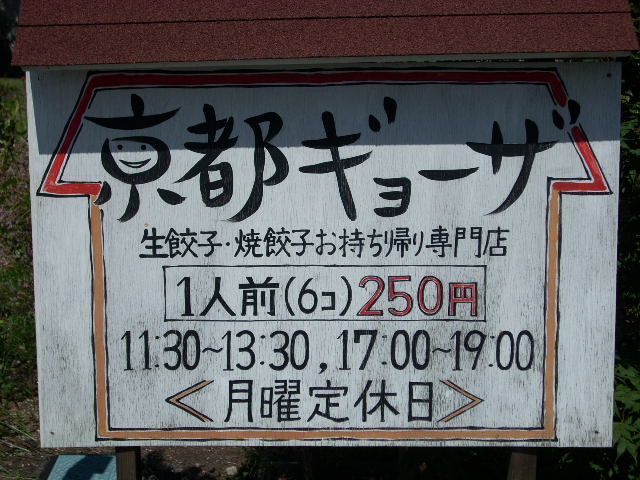 京都ギョーザ
生餃子・焼餃子お持ち帰り専門店
1人前(6コ)250円
11:30~13:30,17:00~19:00
<月曜定休日>